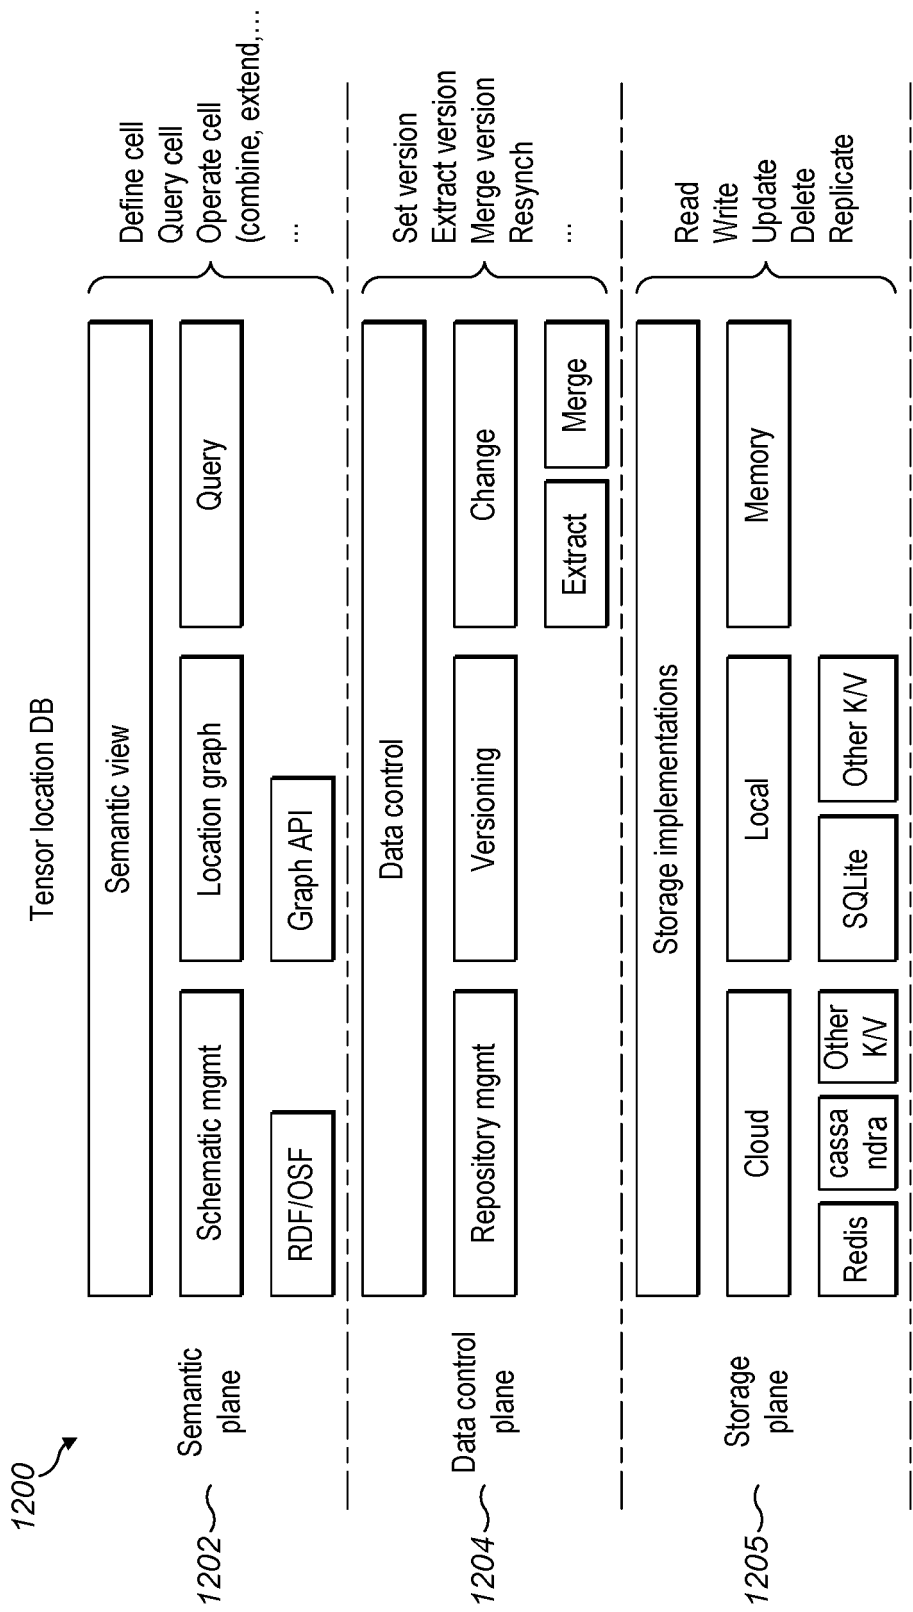 1200
Tensor location DB
1202
Semantic
plane
Semantic view
Schematic mgmt
Location graph
Query
RDF/OSF
Graph API
Define cell
Query cell
Operate cell
(combine, extend,...
...
1204
Data control
plane
Data control
Repository mgmt
Versioning
Change
Extract
Merge
Set version
Extract version
Merge version
Resynch
...
1205
Storage
plane
Storage implementations
Cloud
Local
Memory
Redis
cassa
ndra
Other
K/V
SQLite
Other K/V
Read
Write
Update
Delete
Replicate